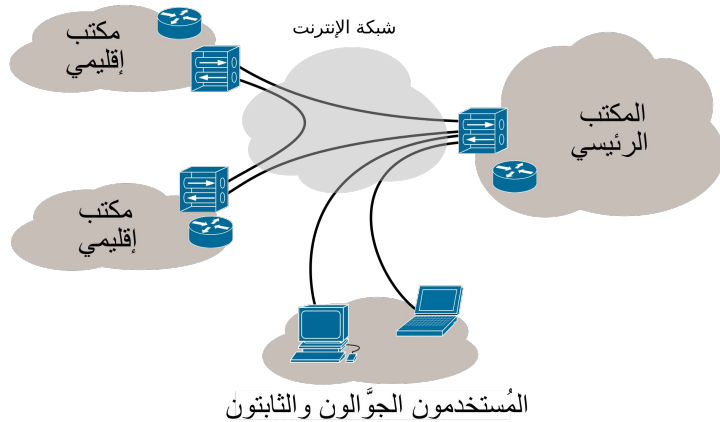 شبكة الإنترنت
مكتب
إقليمي
المكتب
الرئيسي
مكتب
إقليمي
المُستخدمون الجوَّالون والثابتون